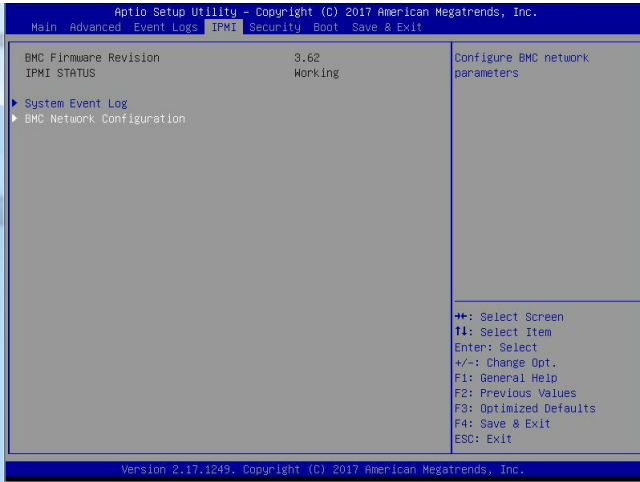 Aptio Setup Utility – Copyright (C) 2017 American Megatrends, Inc.
Main Advanced Event Logs IPMI Security Boot Save & Exit
BMC Firmware Revision 3.62
IPMI STATUS Working
System Event Log
BMC Network Configuration
Configure BMC network
parameters
→←: Select Screen
↑↓: Select Item
Enter: Select
+/-: Change Opt.
F1: General Help
F2: Previous Values
F3: Optimized Defaults
F4: Save & Exit
ESC: Exit
Version 2.17.1249. Copyright (C) 2017 American Megatrends, Inc.